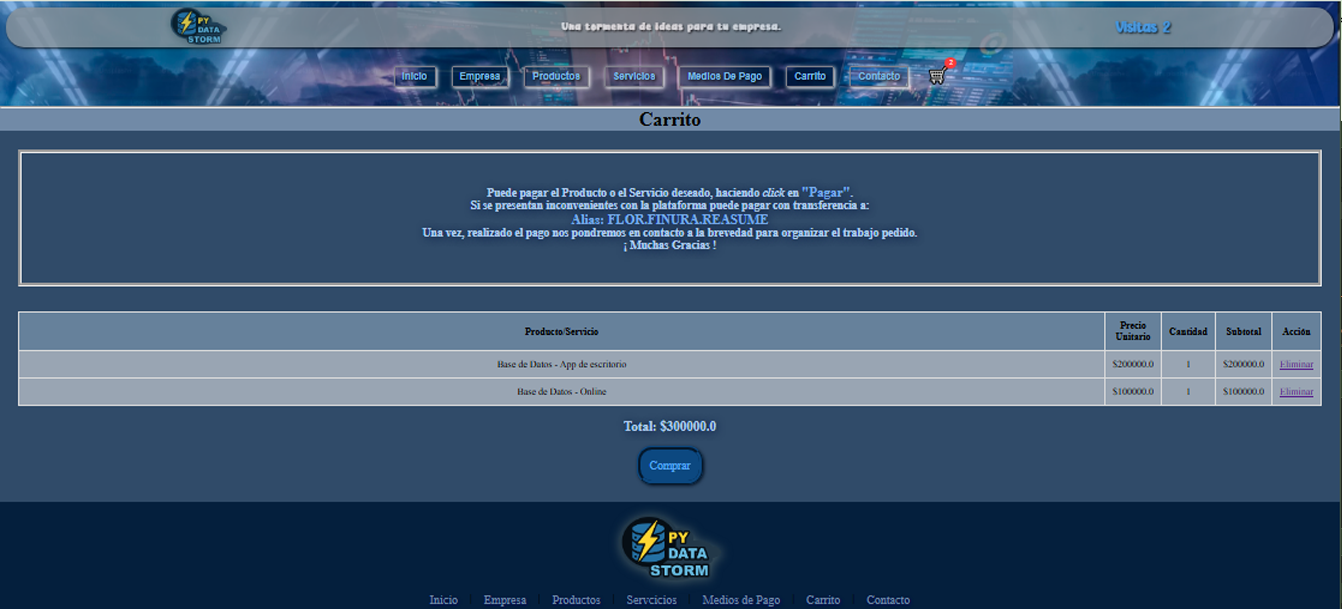 PY
DATA
STORM
Una tormenta de ideas para tu empresa.
Visitas 2
Inicio
Empresa
Productos
Servicios
Medios De Pago
Carrito
Contacto
2
Carrito
Puede pagar el Producto o el Servicio deseado, haciendo click en "Pagar".
Si se presentan inconvenientes con la plataforma puede pagar con transferencia a:
Alias: FLOR.FINURA.REASUME
Una vez, realizado el pago nos pondremos en contacto a la brevedad para organizar el trabajo pedido.
¡ Muchas Gracias !
Producto/Servicio Precio Unitario Cantidad Subtotal Acción
Base de Datos - App de escritorio $200000.0 1 $200000.0 Eliminar
Base de Datos - Online $100000.0 1 $100000.0 Eliminar
Total: $300000.0
Comprar
PY
DATA
STORM
Inicio Empresa Productos Servcicios Medios de Pago Carrito Contacto